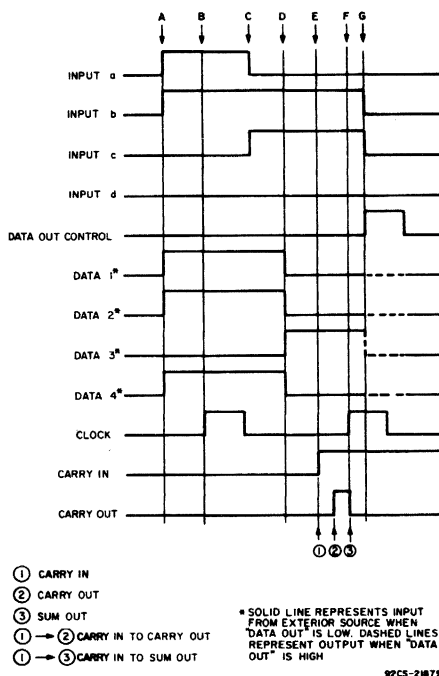 A B C D E F G
INPUT a
INPUT b
INPUT c
INPUT d
DATA OUT CONTROL
DATA 1*
DATA 2*
DATA 3*
DATA 4*
CLOCK
CARRY IN
CARRY OUT
① ② ③
① CARRY IN
② CARRY OUT
③ SUM OUT
① → ② CARRY IN TO CARRY OUT
① → ③ CARRY IN TO SUM OUT
* SOLID LINE REPRESENTS INPUT
FROM EXTERIOR SOURCE WHEN
"DATA OUT" IS LOW. DASHED LINES
REPRESENT OUTPUT WHEN "DATA
OUT" IS HIGH
92CS-21879